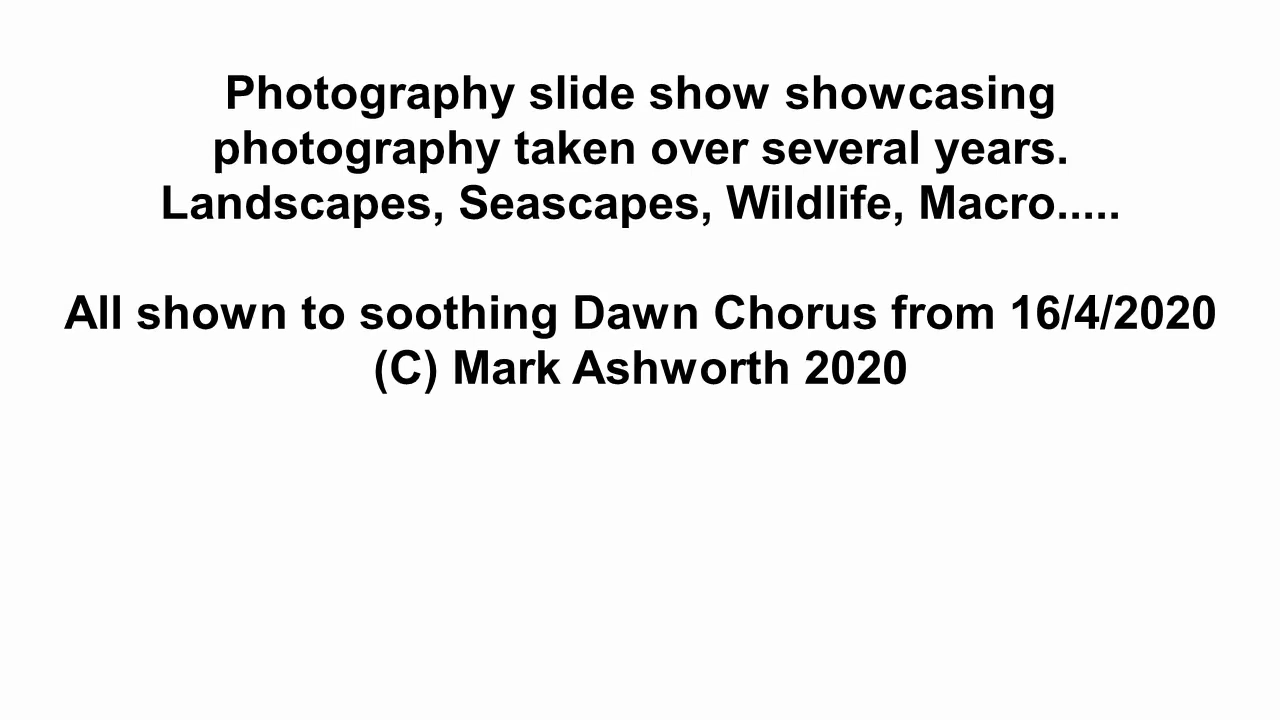 Photography slide show showcasing
photography taken over several years.
Landscapes, Seascapes, Wildlife, Macro.....
All shown to soothing Dawn Chorus from 16/4/2020
(C) Mark Ashworth 2020